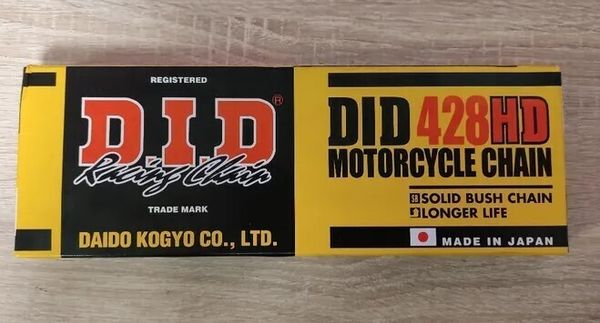 REGISTERED
D.I.D®
Racing Chain
TRADE MARK
DAIDO KOGYO CO., LTD.
DID 428HD
MOTORCYCLE CHAIN
SB SOLID BUSH CHAIN
LONGER LIFE
MADE IN JAPAN